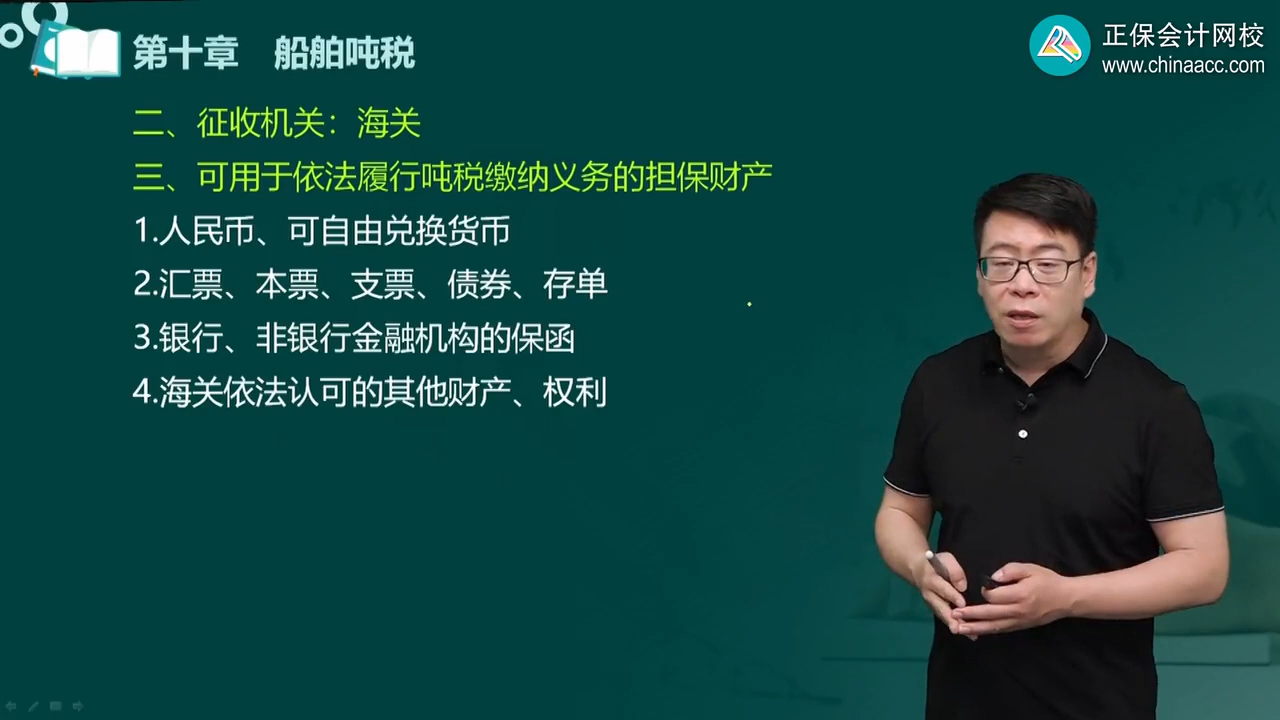 第十章 船舶吨税
正保会计网校
www.chinaacc.com
二、征收机关：海关
三、可用于依法履行吨税缴纳义务的担保财产
1.人民币、可自由兑换货币
2.汇票、本票、支票、债券、存单
3.银行、非银行金融机构的保函
4.海关依法认可的其他财产、权利